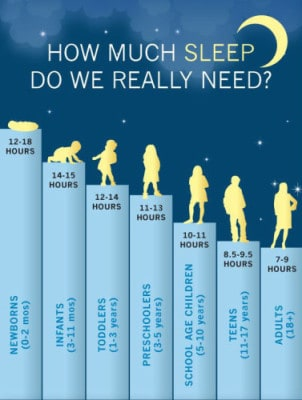 HOW MUCH SLEEP
DO WE REALLY NEED?
12-18
HOURS
NEWBORNS
(0-2 mos)
14-15
HOURS
INFANTS
(3-11 mos)
12-14
HOURS
TODDLERS
(1-3 years)
11-13
HOURS
PRESCHOOLERS
(3-5 years)
10-11
HOURS
SCHOOL AGE CHILDREN
(5-10 years)
8.5-9.5
HOURS
TEENS
(11-17 years)
7-9
HOURS
ADULTS
(18+)